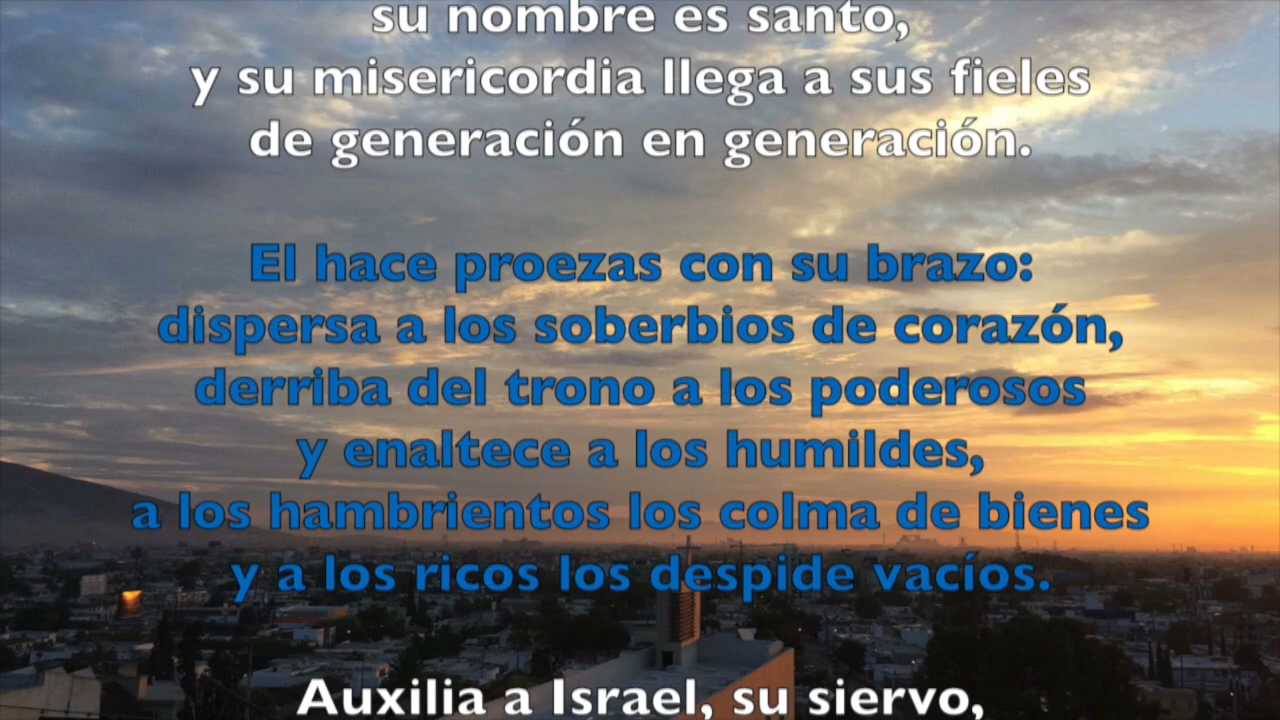 su nombre es santo,
y su misericordia llega a sus fieles
de generación en generación.
El hace proezas con su brazo:
dispersa a los soberbios de corazón,
derriba del trono a los poderosos
y enaltece a los humildes,
a los hambrientos los colma de bienes
y a los ricos los despide vacíos.
Auxilia a Israel, su siervo,